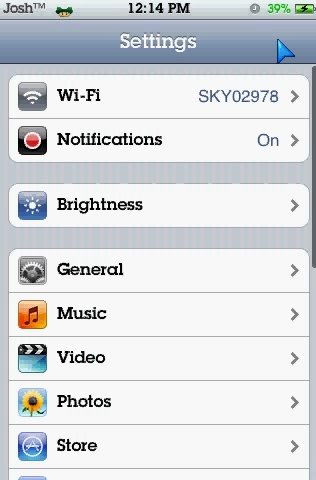 Josh™ 12:14 PM 39%
Settings
Wi-Fi SKY02978
Notifications On
Brightness
General
Music
Video
Photos
Store